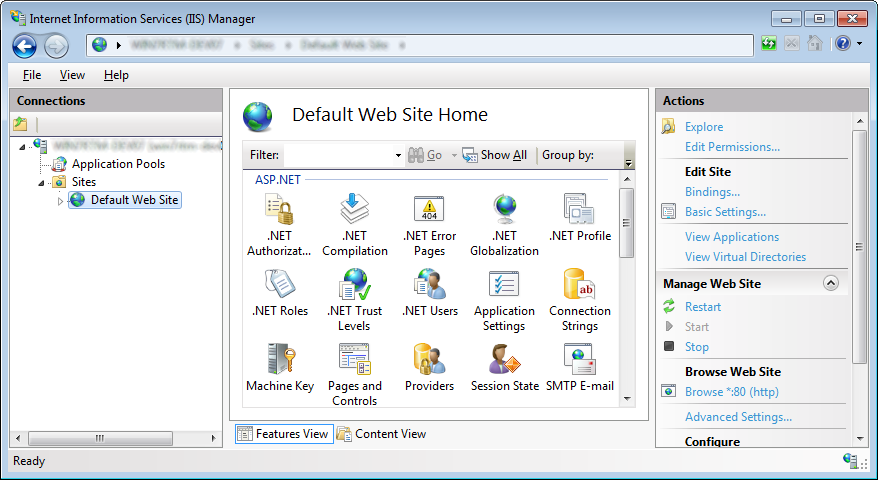 Internet Information Services (IIS) Manager
Sites
Default Web Site
File View Help
Connections
Application Pools
Sites
Default Web Site
Default Web Site Home
Filter: Go Show All Group by:
ASP.NET
.NET Authorizat...
.NET Compilation
.NET Error Pages
.NET Globalization
.NET Profile
.NET Roles
.NET Trust Levels
.NET Users
Application Settings
Connection Strings
Machine Key
Pages and Controls
Providers
Session State
SMTP E-mail
404
ab
Features View Content View
Actions
Explore
Edit Permissions...
Edit Site
Bindings...
Basic Settings...
View Applications
View Virtual Directories
Manage Web Site
Restart
Start
Stop
Browse Web Site
Browse *:80 (http)
Advanced Settings...
Configure
Ready